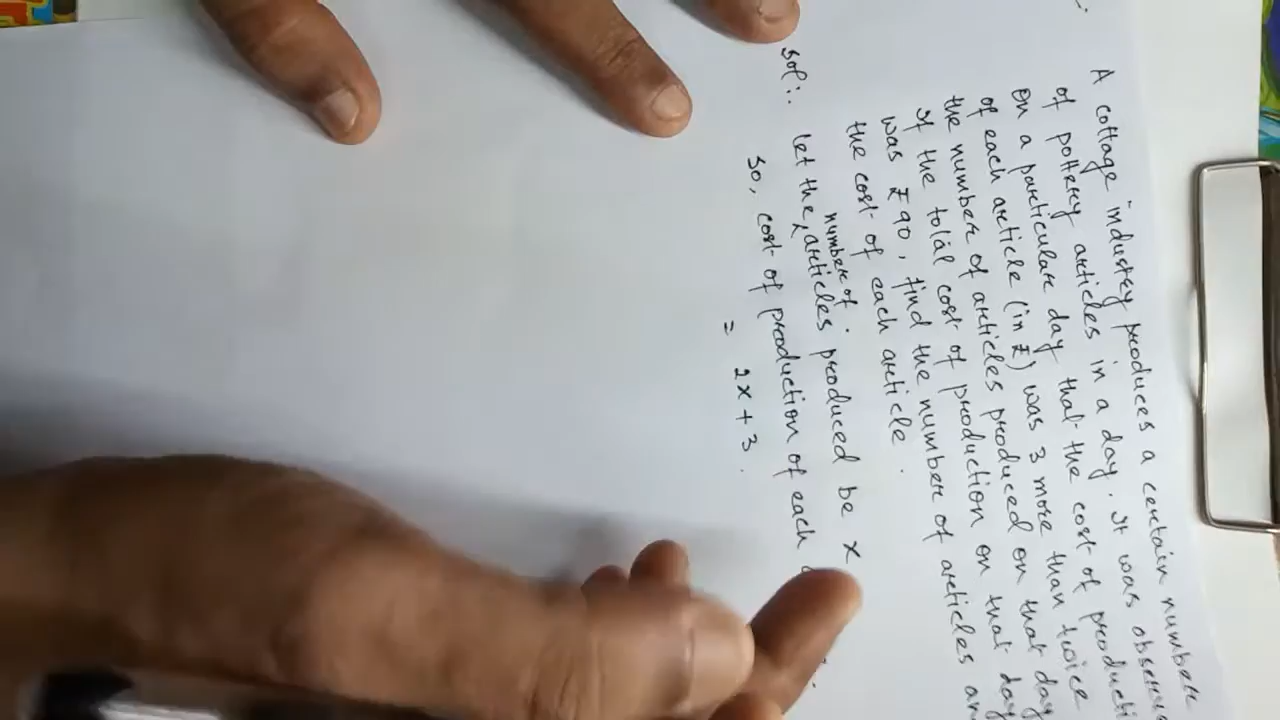 A cottage industry produces a certain number
of pottery articles in a day. It was
on a particular day that the cost of
of each article (in ₹) was 3 more than twice
the number of articles produced on that day
If the total cost of production on that day
was ₹90, find the number of articles
the cost of each article.
Sol:. Let the number of articles produced be x
So, cost of production of each
= 2x + 3.